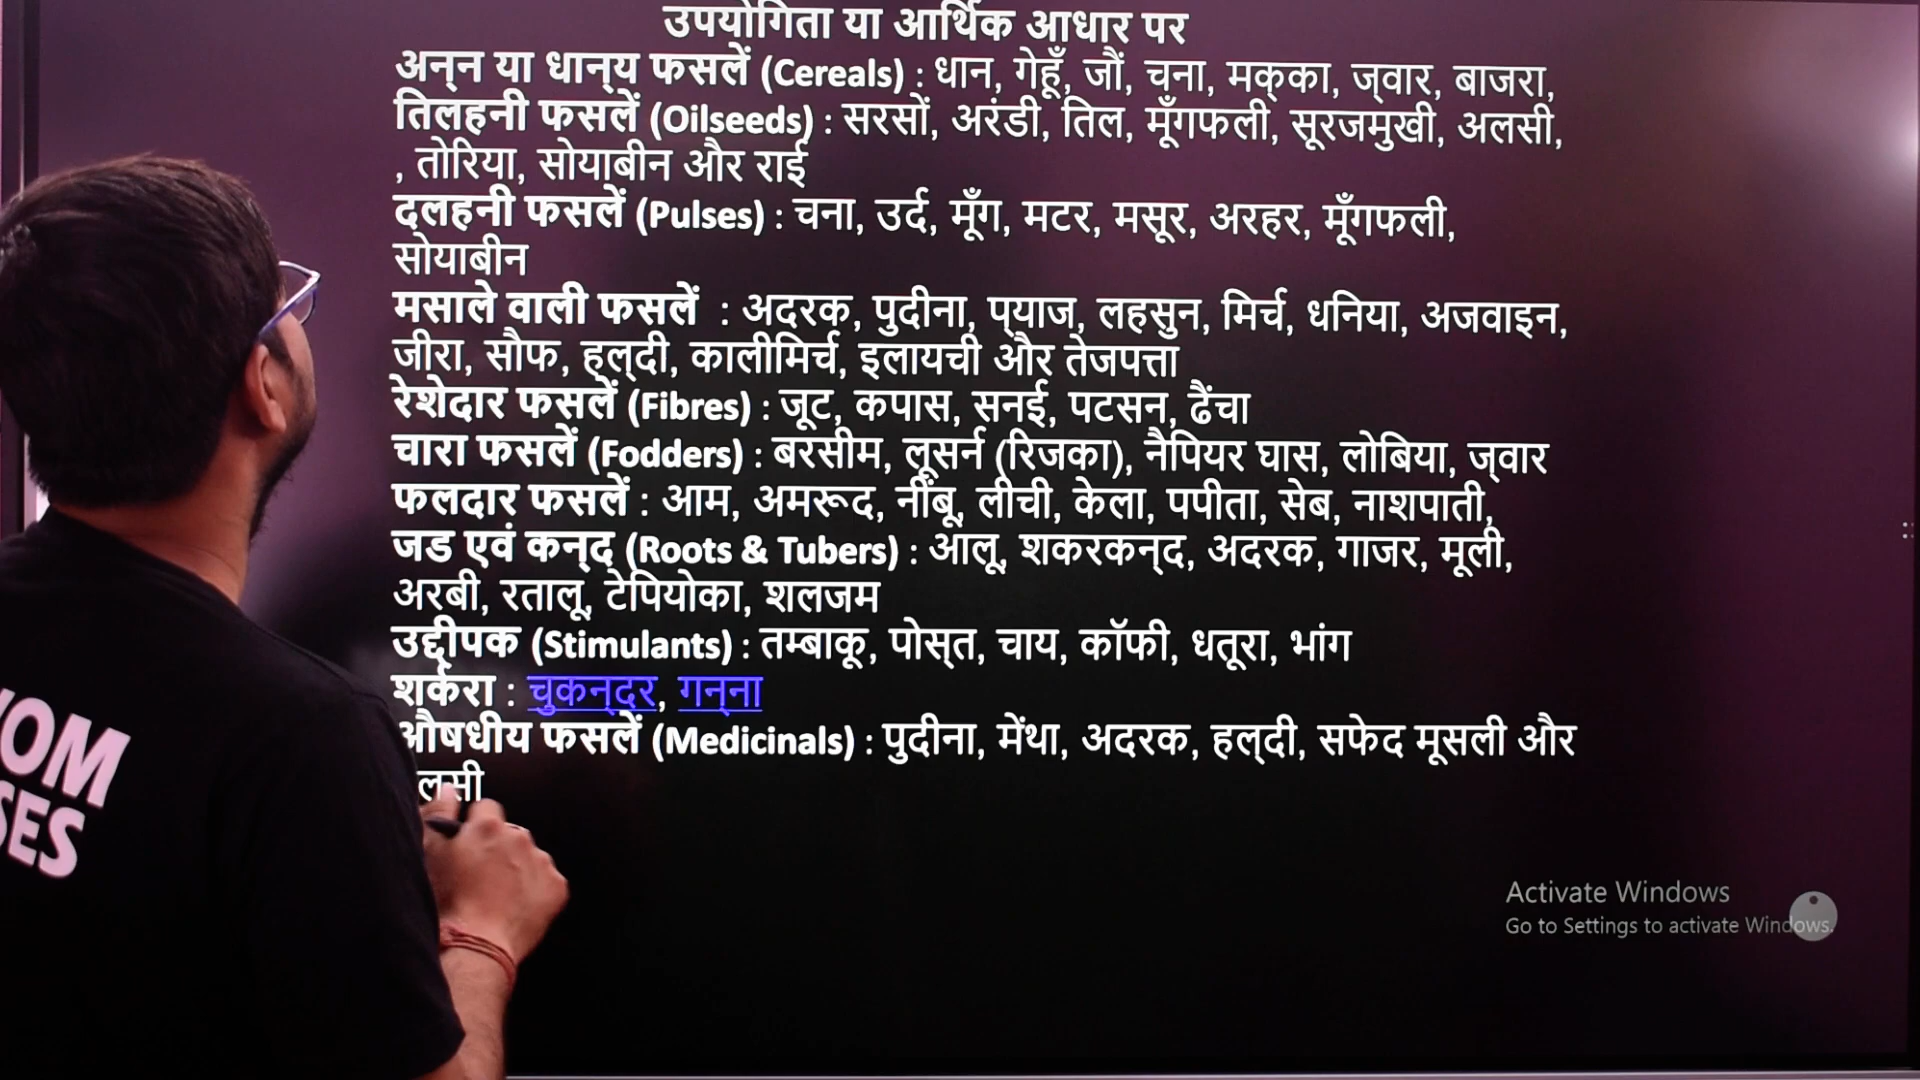 उपयोगिता या आर्थिक आधार पर
अन्‌न या धान्‌य फसलें (Cereals) : धान, गेहूँ, जौं, चना, मक्‌का, ज्‌वार, बाजरा,
तिलहनी फसलें (Oilseeds) : सरसों, अरंडी, तिल, मूँगफली, सूरजमुखी, अलसी,
, तोरिया, सोयाबीन और राई
दलहनी फसलें (Pulses) : चना, उर्द, मूँग, मटर, मसूर, अरहर, मूँगफली,
सोयाबीन
मसाले वाली फसलें : अदरक, पुदीना, प्‌याज, लहसुन, मिर्च, धनिया, अजवाइन,
जीरा, सौफ, हल्‌दी, कालीमिर्च, इलायची और तेजपत्ता
रेशेदार फसलें (Fibres) : जूट, कपास, सनई, पटसन, ढैंचा
चारा फसलें (Fodders) : बरसीम, लूसर्न (रिजका), नैपियर घास, लोबिया, ज्‌वार
फलदार फसलें : आम, अमरूद, नींबू, लीची, केला, पपीता, सेब, नाशपाती,
जड एवं कन्‌द (Roots & Tubers) : आलू, शकरकन्‌द, अदरक, गाजर, मूली,
अरबी, रतालू, टेपियोका, शलजम
उद्दीपक (Stimulants) : तम्बाकू, पोस्‌त, चाय, कॉफी, धतूरा, भांग
शर्करा : चुकन्‌दर, गन्‌ना
औषधीय फसलें (Medicinals) : पुदीना, मेंथा, अदरक, हल्‌दी, सफेद मूसली और
लसी
Activate Windows
Go to Settings to activate Windows.
OM
SES